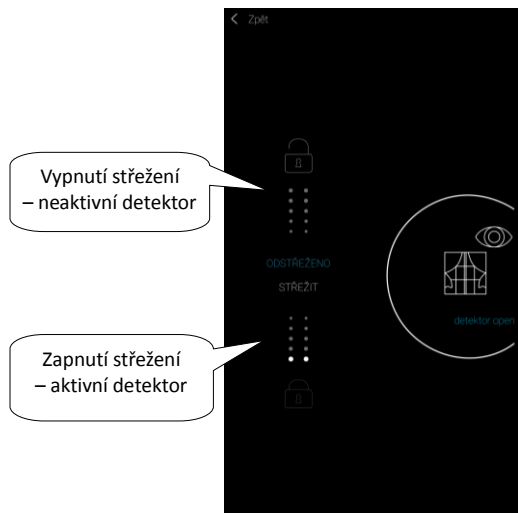 Zpět
Vypnutí střežení
– neaktivní detektor
ODSTŘEŽENO
STŘEŽIT
detektor open
Zapnutí střežení
– aktivní detektor